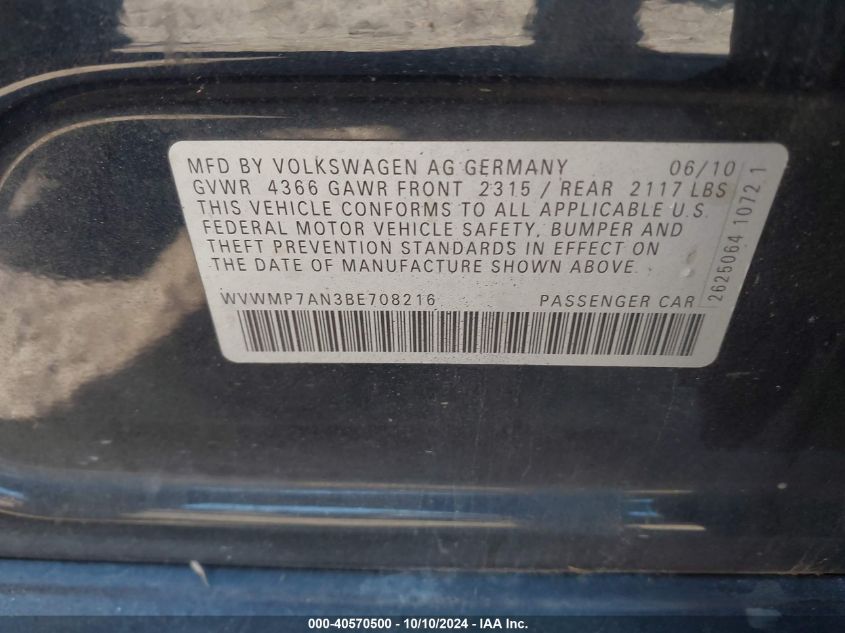 MFD BY VOLKSWAGEN AG GERMANY 06/10
GVWR 4366 GAWR FRONT 2315 / REAR 2117 LBS
THIS VEHICLE CONFORMS TO ALL APPLICABLE U.S.
FEDERAL MOTOR VEHICLE SAFETY, BUMPER AND
THEFT PREVENTION STANDARDS IN EFFECT ON
THE DATE OF MANUFACTURE SHOWN ABOVE.
WVWMP7AN3BE708216 PASSENGER CAR
2625064 1072 1
000-40570500 - 10/10/2024 - IAA Inc.